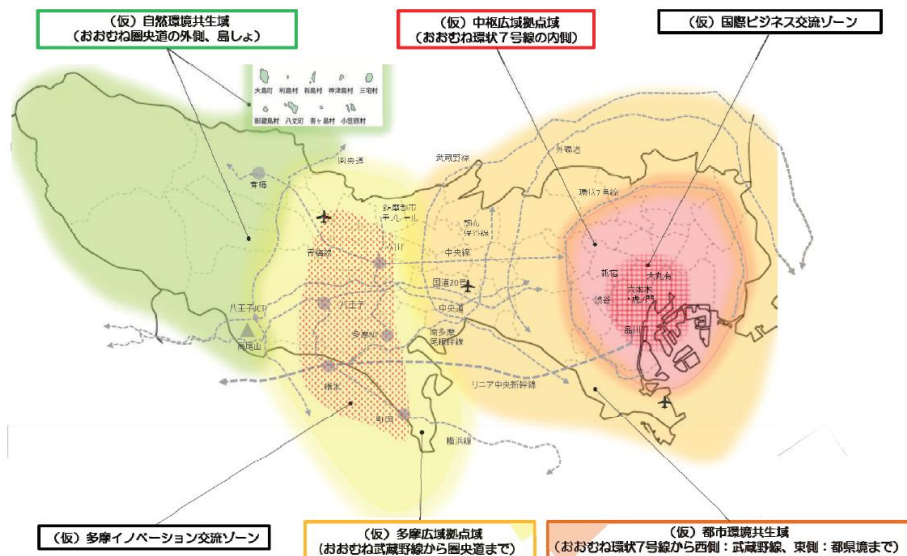 (仮)自然環境共生域
(おおむね圏央道の外側、島しょ)
(仮)中枢広域拠点域
(おおむね環状7号線の内側)
(仮)国際ビジネス交流ゾーン
大島町 利島村 新島村 神津島村 三宅村
御蔵島村 八丈町 青ヶ島村 小笠原村
圏央道
武蔵野線
外環道
環状7号線
青梅
多摩都市
モノレール
立川
青梅線
中央線
新宿
大丸有
国道20号
六本木
・虎ノ門
渋谷
八王子JCT
八王子
中央道
品川
高尾山
多摩NT
南多摩
尾根幹線
橋本
リニア中央新幹線
町田
横浜線
(仮)多摩イノベーション交流ゾーン
(仮)多摩広域拠点域
(おおむね武蔵野線から圏央道まで)
(仮)都市環境共生域
(おおむね環状7号線から西側:武蔵野線、東側:都県境まで)